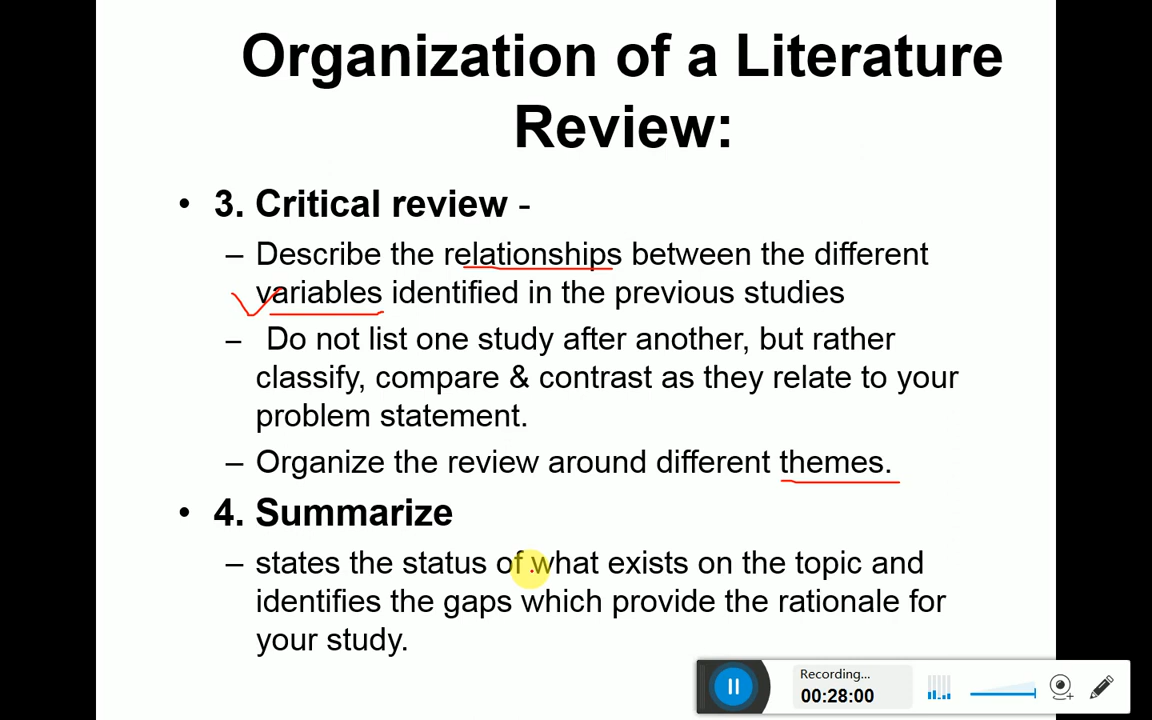 Organization of a Literature
Review:
• 3. Critical review -
– Describe the relationships between the different
variables identified in the previous studies
– Do not list one study after another, but rather
classify, compare & contrast as they relate to your
problem statement.
– Organize the review around different themes.
• 4. Summarize
– states the status of what exists on the topic and
identifies the gaps which provide the rationale for
your study.
Recording...
00:28:00